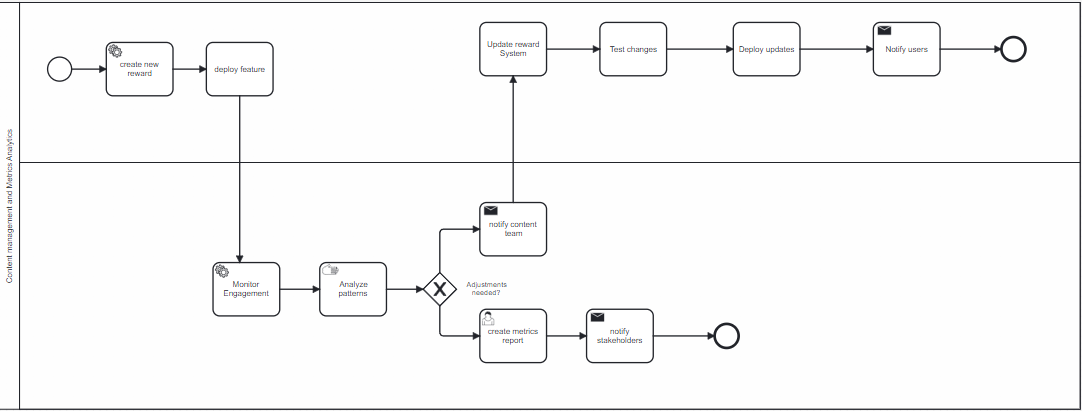 Content management and Metrics Analytics
create new
reward
deploy feature
Update reward
System
Test changes
Deploy updates
Notify users
notify content
team
Monitor
Engagement
Analyze
patterns
X
Adjustments
needed?
create metrics
report
notify
stakeholders